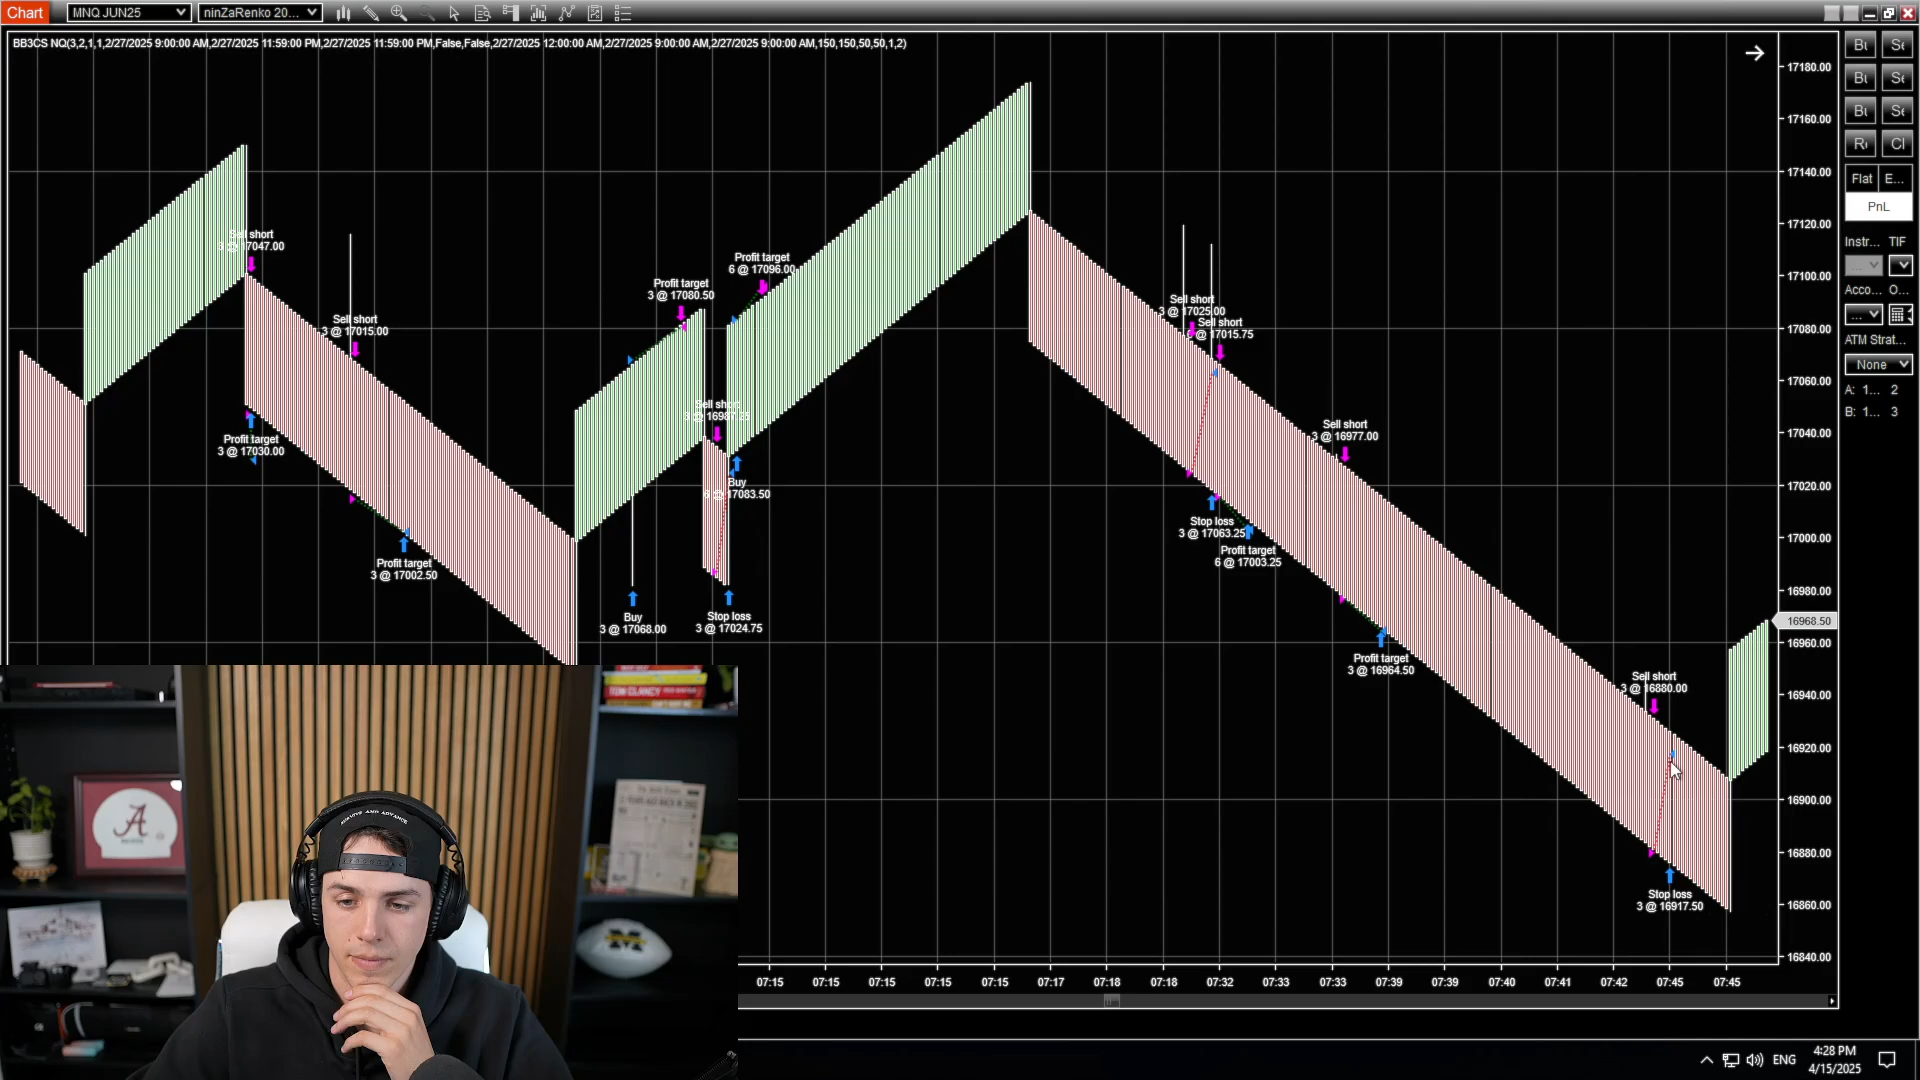 Chart
MNQ JUN25
ninZaRenko 20...
BB3CS NQ(3,2,1,1,2/27/2025 9:00:00 AM,2/27/2025 11:59:00 PM,2/27/2025 11:59:00 PM,False,False,2/27/2025 12:00:00 AM,2/27/2025 9:00:00 AM,2/27/2025 9:00:00 AM,150,150,50,50,1,2)
Sell short
3 @ 17047.00
Profit target
3 @ 17030.00
Sell short
3 @ 17015.00
Profit target
3 @ 17002.50
Buy
3 @ 17068.00
Profit target
3 @ 17080.50
Sell short
Stop loss
3 @ 17024.75
Buy
6 @ 17083.50
Profit target
6 @ 17096.00
Sell short
3 @ 17025.00
Sell short
6 @ 17015.75
Stop loss
3 @ 17063.25
Profit target
6 @ 17003.25
Sell short
3 @ 16977.00
Profit target
3 @ 16964.50
Sell short
3 @ 16880.00
Stop loss
3 @ 16917.50
17180.00
17160.00
17140.00
17120.00
17100.00
17080.00
17060.00
17040.00
17020.00
17000.00
16980.00
16968.50
16960.00
16940.00
16920.00
16900.00
16880.00
16860.00
16840.00
07:15 07:15 07:15 07:15 07:15 07:17 07:18 07:18 07:32 07:33 07:33 07:39 07:39 07:40 07:41 07:42 07:45 07:45
Flat E...
PnL
Instr... TIF
Acco... O...
ATM Strat...
None
A: 1... 2
B: 1... 3
TOM CLANCY
A
M
ENG
4:28 PM
4/15/2025